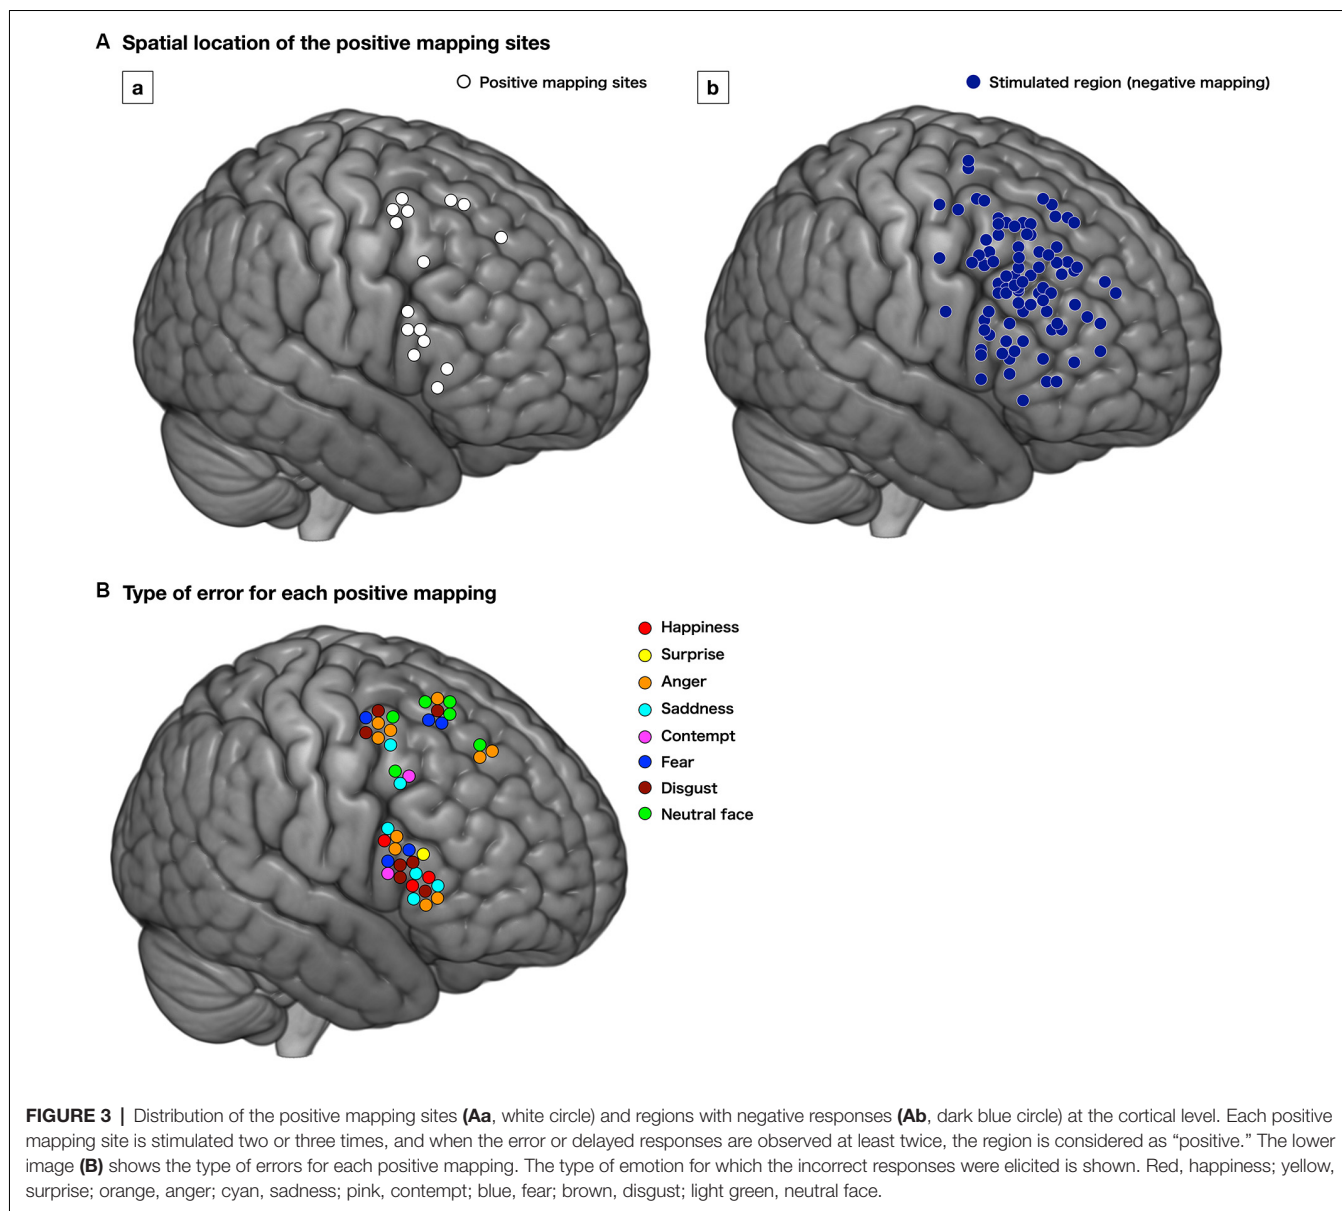 A Spatial location of the positive mapping sites
a
Positive mapping sites
b
Stimulated region (negative mapping)
B Type of error for each positive mapping
Happiness
Surprise
Anger
Saddness
Contempt
Fear
Disgust
Neutral face
FIGURE 3 | Distribution of the positive mapping sites (Aa, white circle) and regions with negative responses (Ab, dark blue circle) at the cortical level. Each positive
mapping site is stimulated two or three times, and when the error or delayed responses are observed at least twice, the region is considered as “positive.” The lower
image (B) shows the type of errors for each positive mapping. The type of emotion for which the incorrect responses were elicited is shown. Red, happiness; yellow,
surprise; orange, anger; cyan, sadness; pink, contempt; blue, fear; brown, disgust; light green, neutral face.